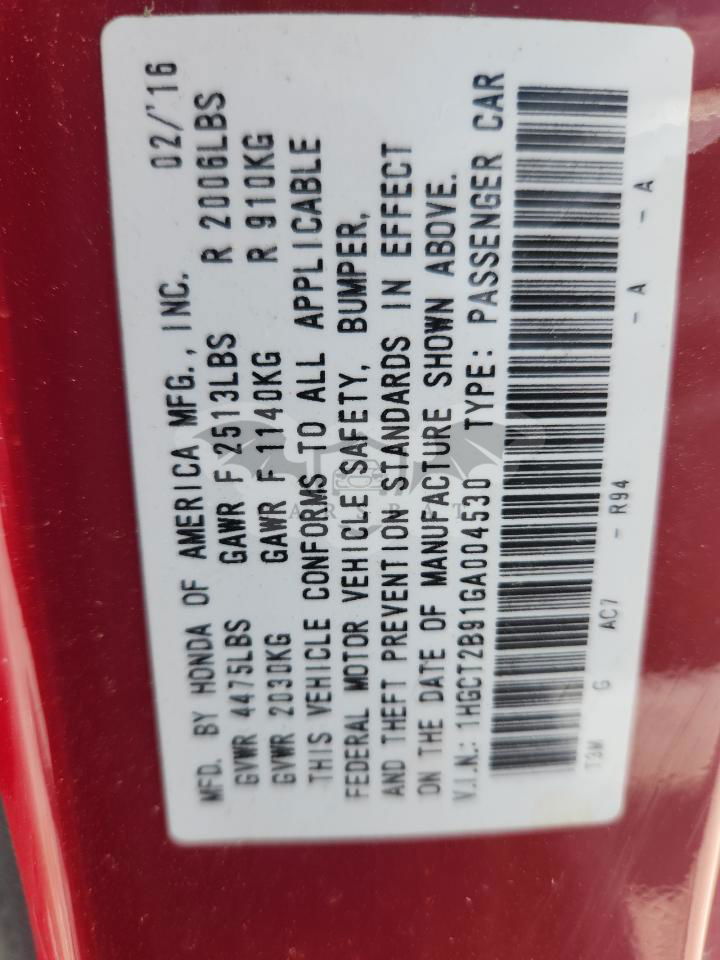 MFD. BY HONDA OF AMERICA MFG., INC. 02/'16
GVWR 4475LBS GAWR F 2513LBS R 2006LBS
GVWR 2030KG GAWR F 1140KG R 910KG
THIS VEHICLE CONFORMS TO ALL APPLICABLE
FEDERAL MOTOR VEHICLE SAFETY, BUMPER,
AND THEFT PREVENTION STANDARDS IN EFFECT
ON THE DATE OF MANUFACTURE SHOWN ABOVE.
V.I.N.: 1HGCT2B91GA004530 TYPE: PASSENGER CAR
T3M G AC7 - R94 - A - A